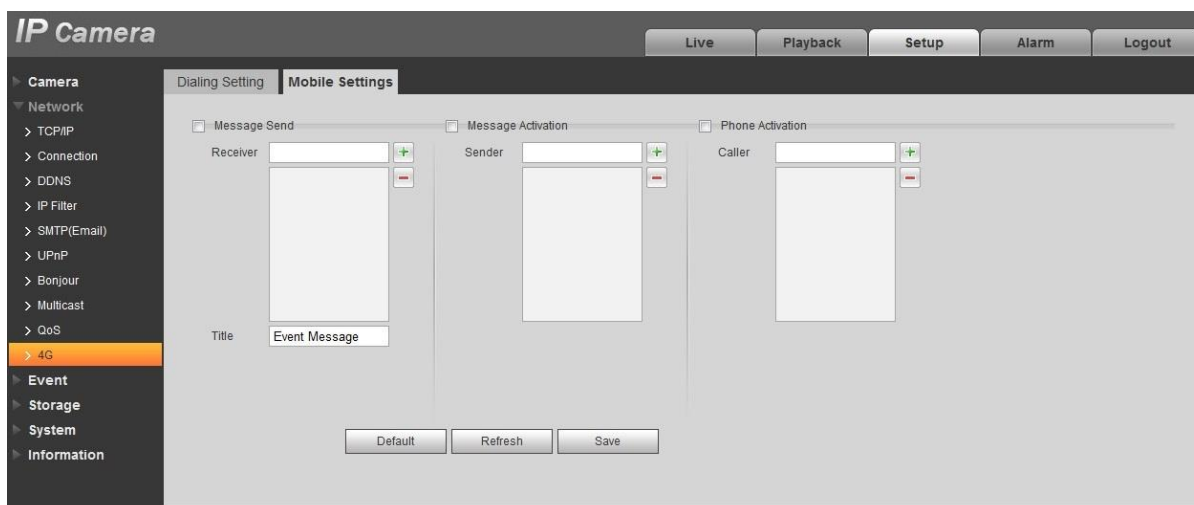 IP Camera
Live Playback Setup Alarm Logout
Camera
Network
TCP/IP
Connection
DDNS
IP Filter
SMTP(Email)
UPnP
Bonjour
Multicast
QoS
4G
Event
Storage
System
Information
Dialing Setting Mobile Settings
Message Send Message Activation Phone Activation
Receiver Sender Caller
Title Event Message
Default Refresh Save